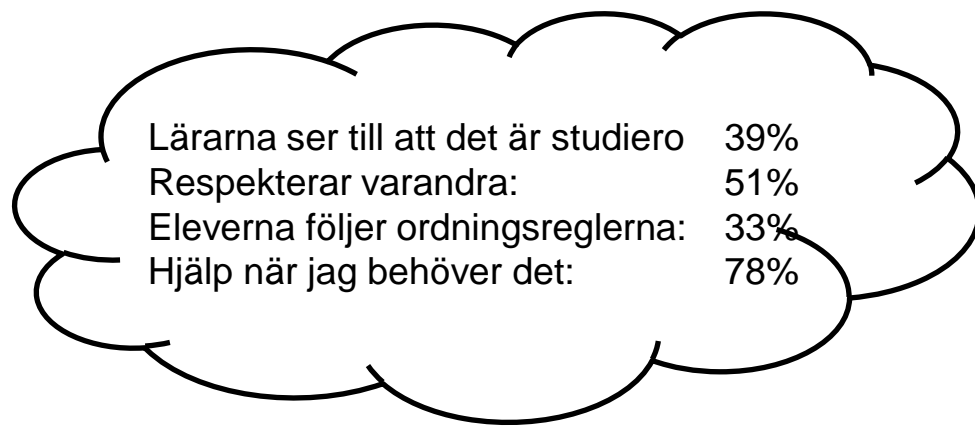 Lärarna ser till att det är studiero 39%
Respekterar varandra: 51%
Eleverna följer ordningsreglerna: 33%
Hjälp när jag behöver det: 78%